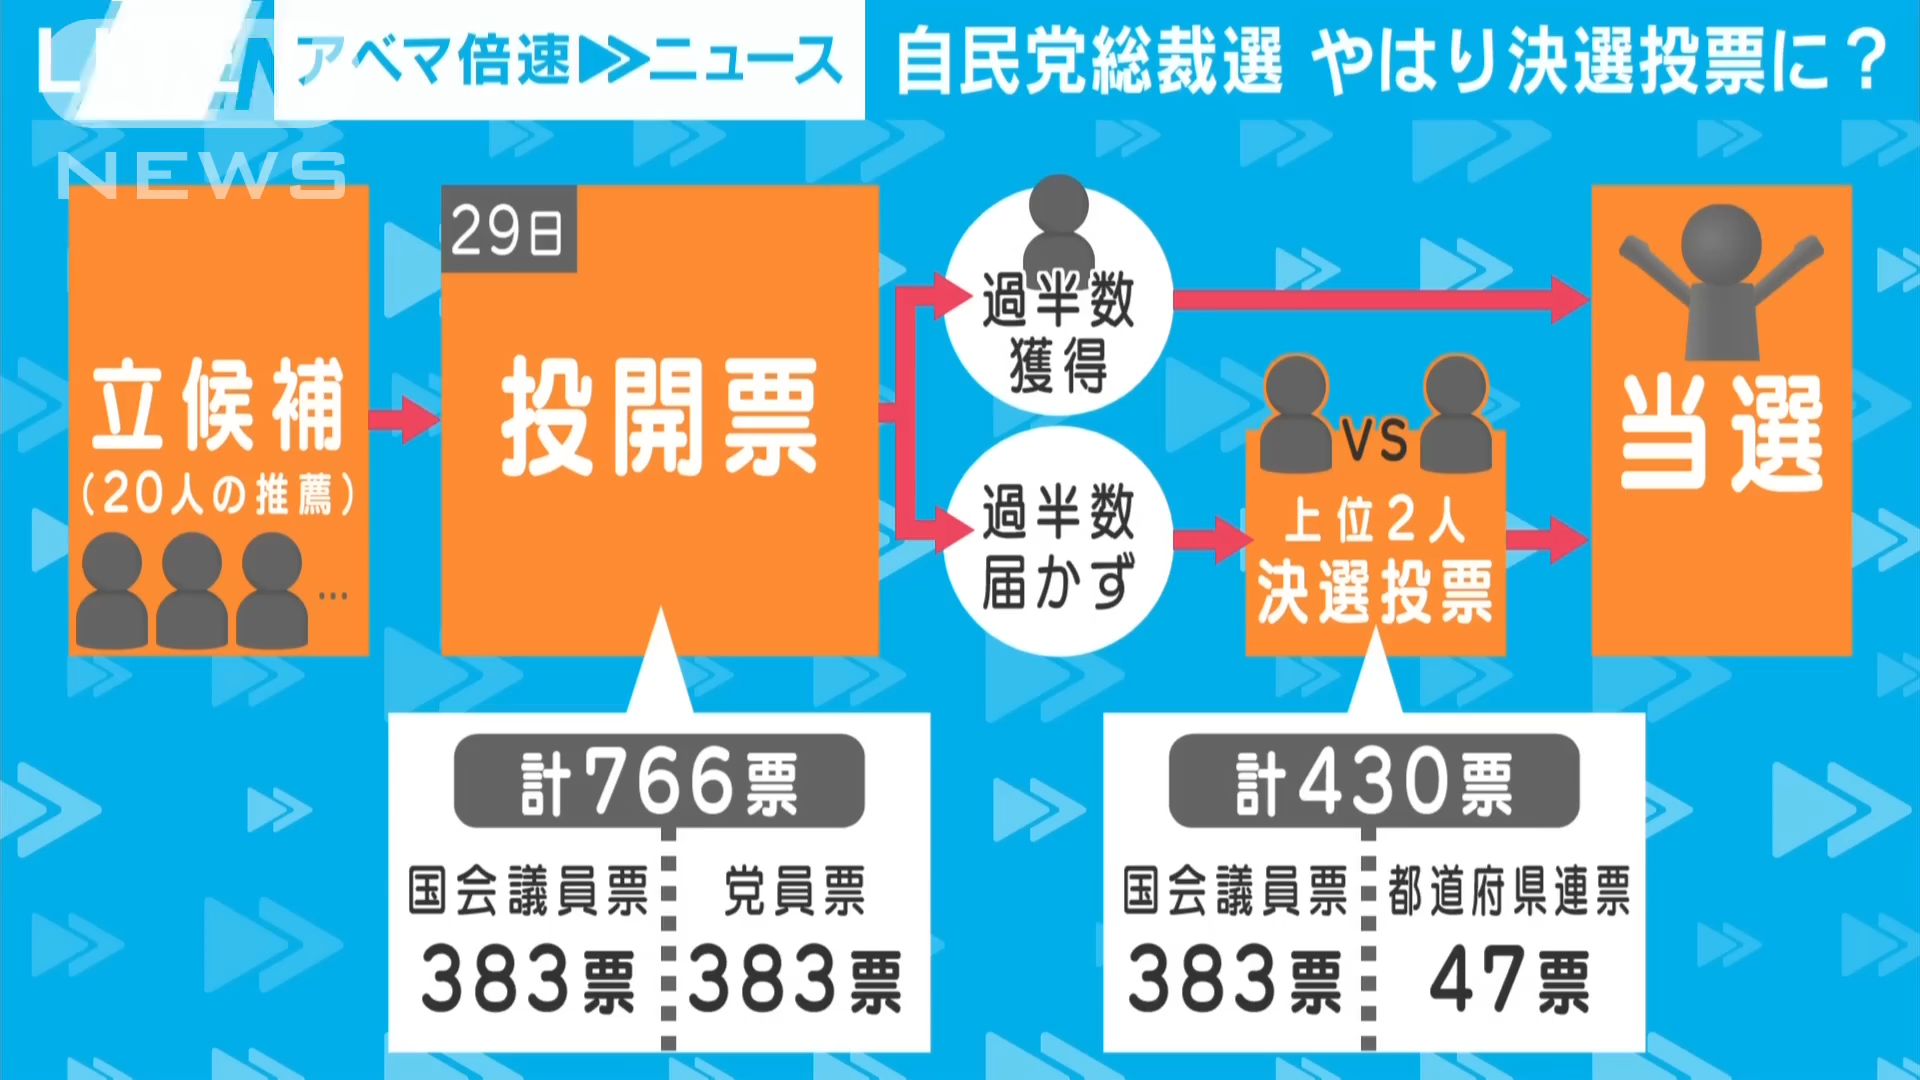 アベマ倍速 ニュース
自民党総裁選 やはり決選投票に？
NEWS
立候補
（20人の推薦）
…
29日
投開票
過半数
獲得
過半数
届かず
VS
上位2人
決選投票
当選
計766票
国会議員票
383票
党員票
383票
計430票
国会議員票
383票
都道府県連票
47票